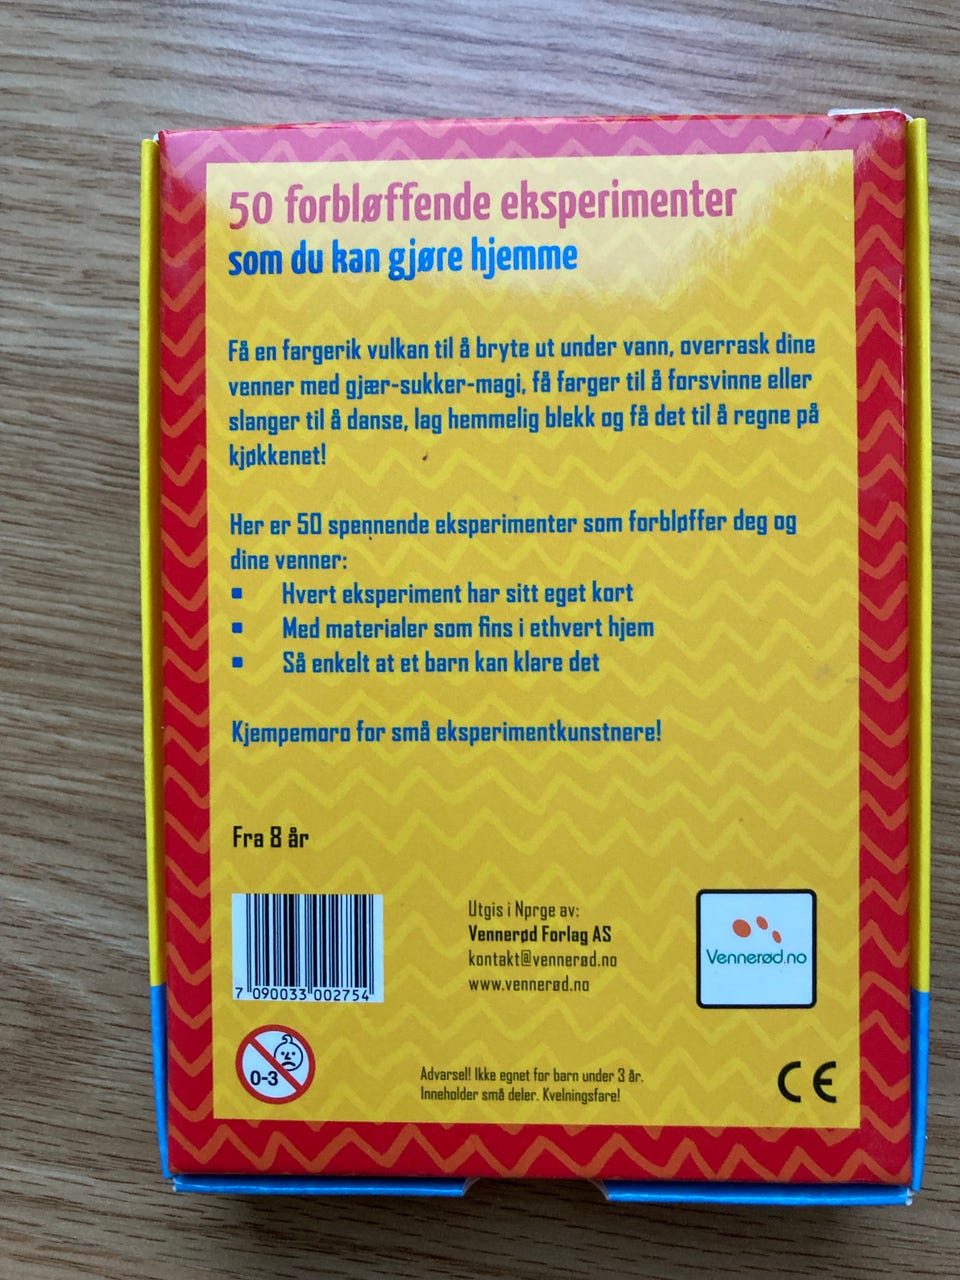 50 forbløffende eksperimenter
som du kan gjøre hjemme
Få en fargerik vulkan til å bryte ut under vann, overrask dine
venner med gjær-sukker-magi, få farger til å forsvinne eller
slanger til å danse, lag hemmelig blekk og få det til å regne på
kjøkkenet!
Her er 50 spennende eksperimenter som forbløffer deg og
dine venner:
▪ Hvert eksperiment har sitt eget kort
▪ Med materialer som fins i ethvert hjem
▪ Så enkelt at et barn kan klare det
Kjempemoro for små eksperimentkunstnere!
Fra 8 år
7 090033 002754
Utgis i Norge av:
Vennerød Forlag AS
kontakt@vennerød.no
www.vennerød.no
Vennerød.no
0-3
Advarsel! Ikke egnet for barn under 3 år.
Inneholder små deler. Kvelningsfare!
CE